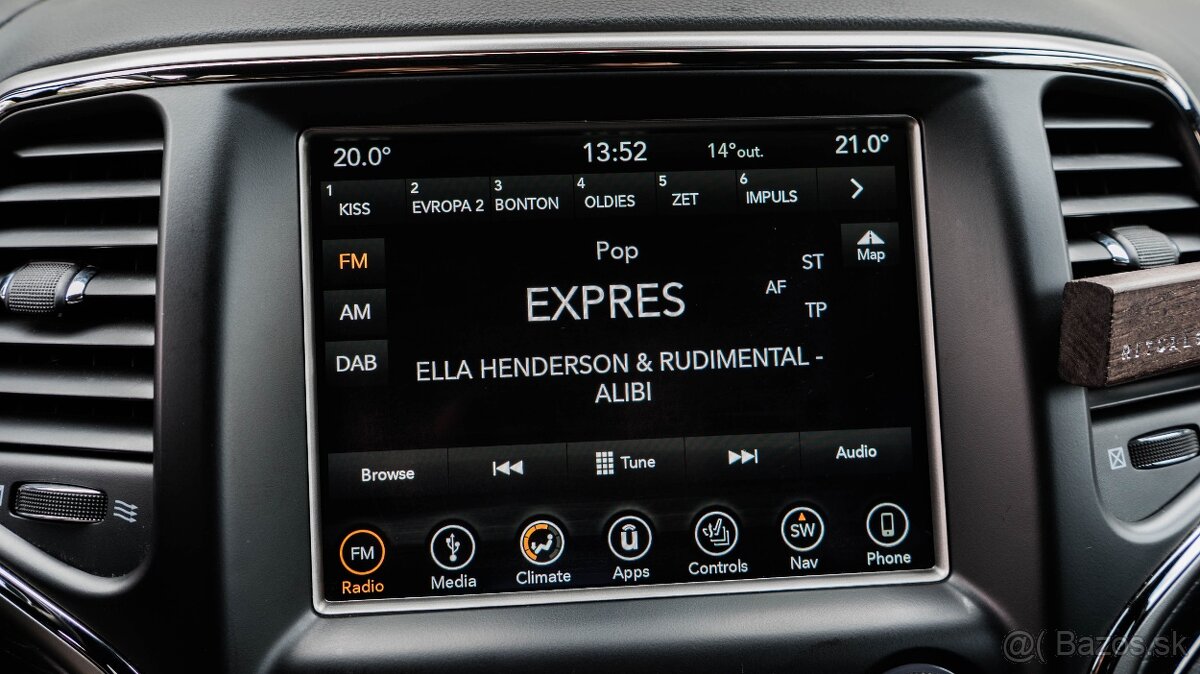 20.0° 13:52 14°out. 21.0°
1 KISS 2 EVROPA 2 3 BONTON 4 OLDIES 5 ZET 6 IMPULS
Map
FM
AM
DAB
Pop
EXPRES
ST
AF
TP
ELLA HENDERSON & RUDIMENTAL -
ALIBI
Browse Tune Audio
FM SW
Radio Media Climate Apps Controls Nav Phone
RITUALS
@( Bazos.sk